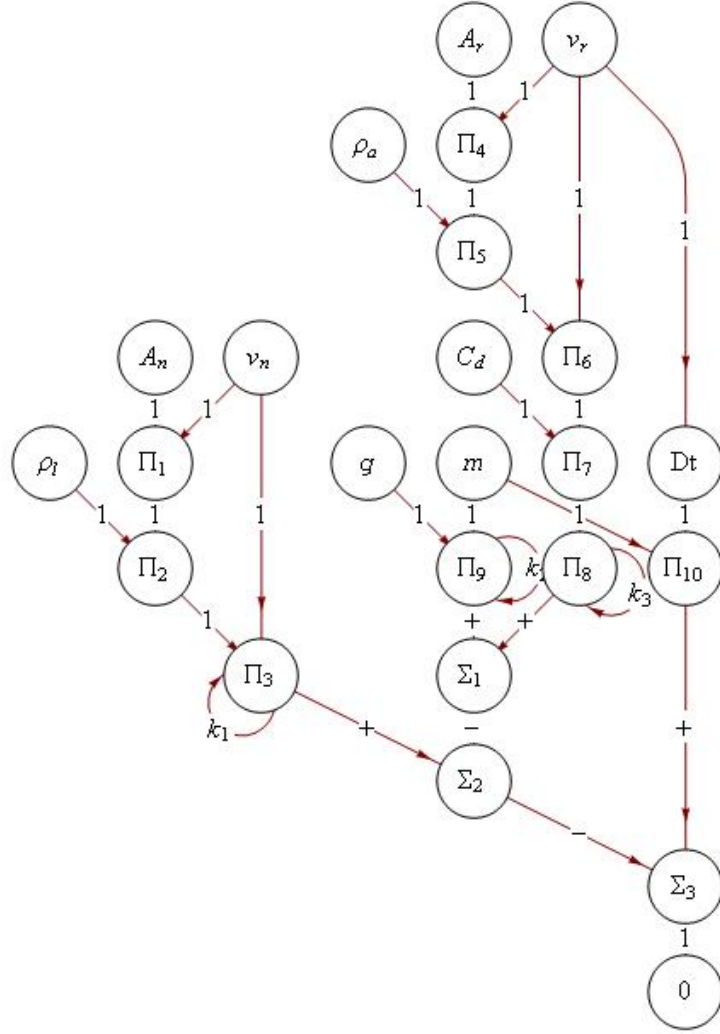 A_r v_r
1 1
ρ_a Π_4
1 1 1 1
Π_5
1
A_n v_n C_d Π_6
1 1 1 1
ρ_l Π_1 g m Π_7 Dt
1 1 1 1 1 1 1
Π_2 Π_9 Π_8 Π_10
k_3
1 + +
Π_3 Σ_1
k_1 + − +
Σ_2
−
Σ_3
1
0